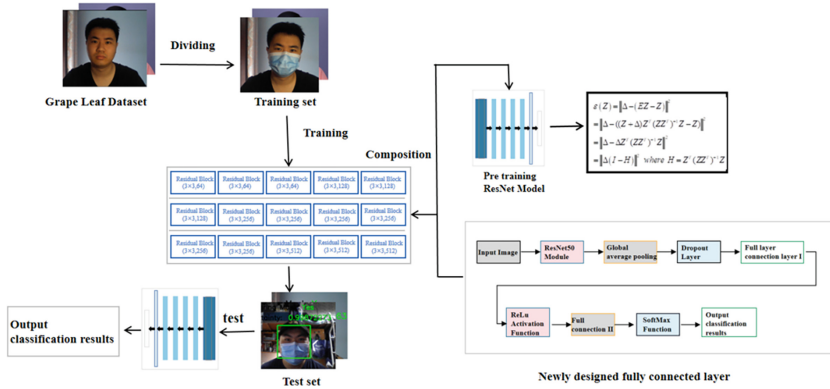 Dividing
Grape Leaf Dataset
Training set
Training
Composition
Residual Block Residual Block Residual Block Residual Block Residual Block
(3×3,64) (3×3,64) (3×3,64) (3×3,128) (3×3,128)
Residual Block Residual Block Residual Block Residual Block Residual Block
(3×3,128) (3×3,256) (3×3,256) (3×3,256) (3×3,256)
Residual Block Residual Block Residual Block Residual Block Residual Block
(3×3,256) (3×3,256) (3×3,512) (3×3,512) (3×3,512)
Pre training
ResNet Model
= ‖Δ(I − H)‖² where H = Zᵀ(ZZᵀ)⁻¹Z
Input Image
ResNet50
Module
Global
average pooling
Dropout
Layer
Full layer
connection layer I
ReLu
Activation
Function
Full
connection II
SoftMax
Function
Output
classification
results
Newly designed fully connected layer
test
Test set
Output
classification results